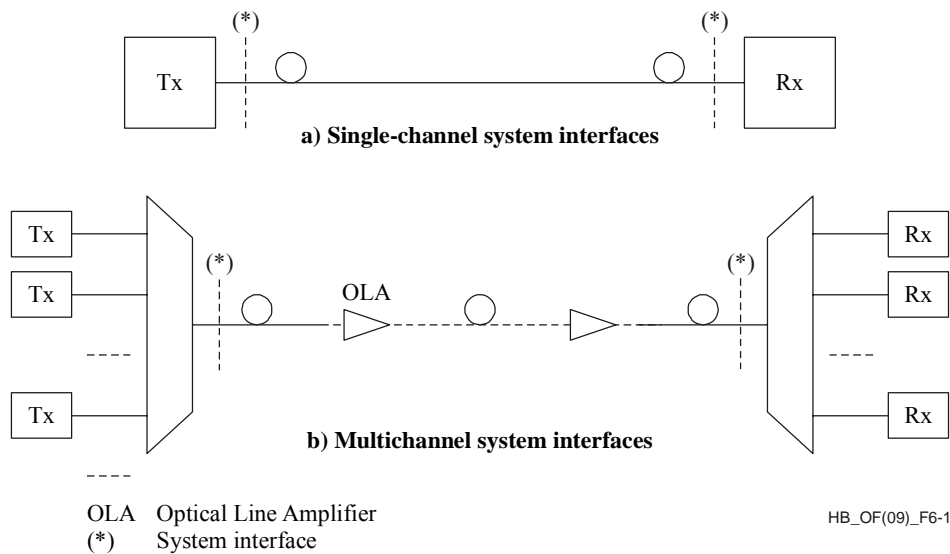 (*) (*)
Tx Rx
a) Single-channel system interfaces
Tx Rx
(*) (*)
Tx OLA Rx
Tx Rx
b) Multichannel system interfaces
OLA Optical Line Amplifier
(*) System interface
HB_OF(09)_F6-1